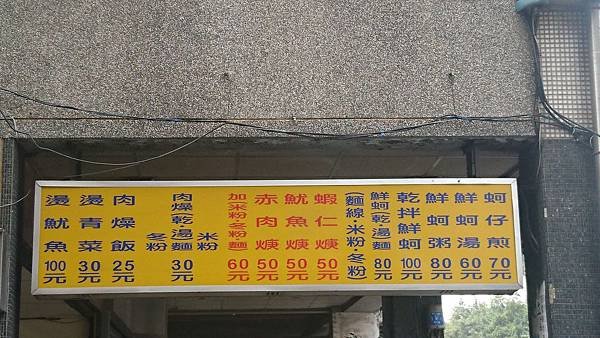 蚵仔煎 70元
鮮蚵湯 60元
鮮蚵粥 80元
乾拌鮮蚵 100元
鮮蚵乾湯麵 80元
(麵線·米粉·冬粉)
蝦仁焿 50元
魷魚焿 50元
赤肉焿 50元
加米粉·冬粉麵 60元
米粉
肉燥乾湯麵 30元
冬粉
肉燥飯 25元
燙青菜 30元
燙魷魚 100元